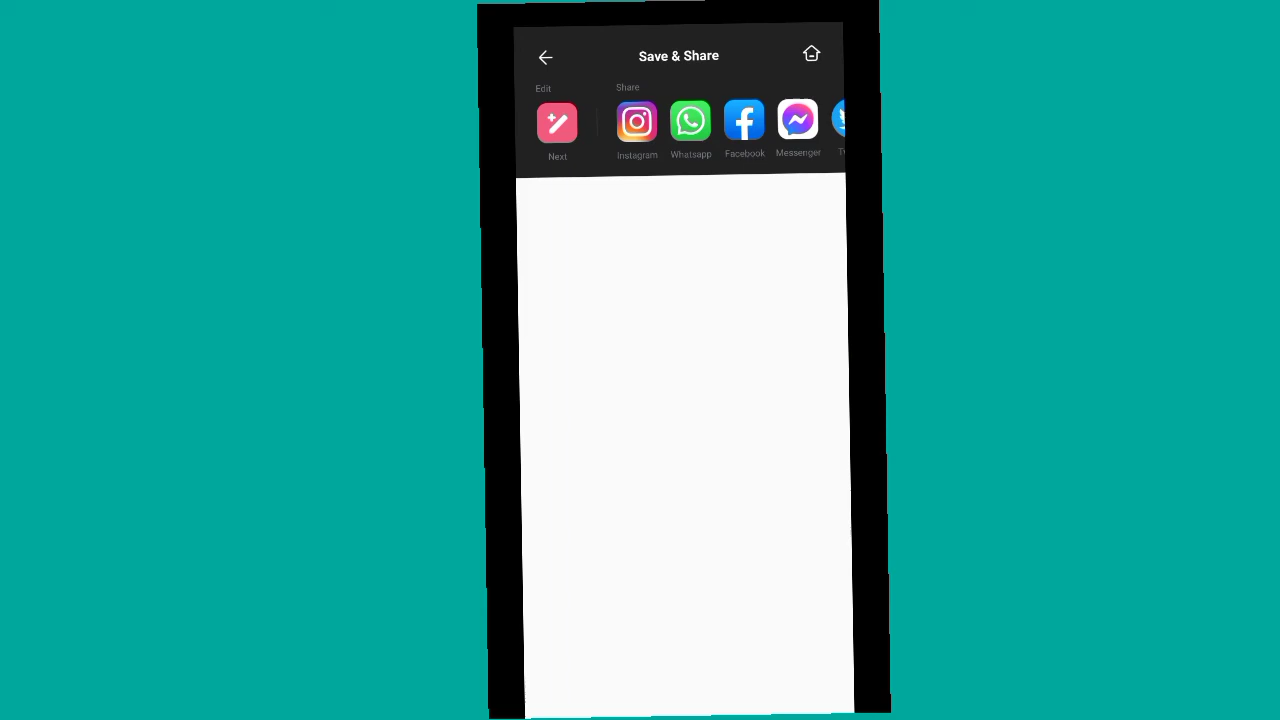 Save & Share
Edit
Share
Next
Instagram
Whatsapp
Facebook
Messenger